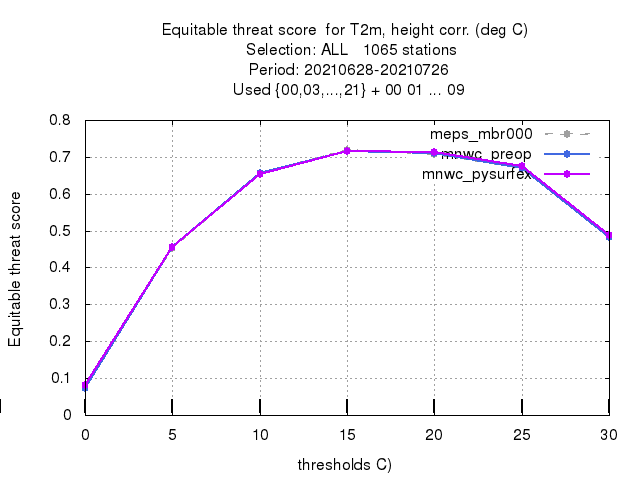 Equitable threat score for T2m, height corr. (deg C)
Selection: ALL 1065 stations
Period: 20210628-20210726
Used {00,03,...,21} + 00 01 ... 09
0.8
0.7
0.6
0.5
0.4
0.3
0.2
0.1
0
Equitable threat score
meps_mbr000
mnwc_preop
mnwc_pysurfex
0 5 10 15 20 25 30
thresholds C)